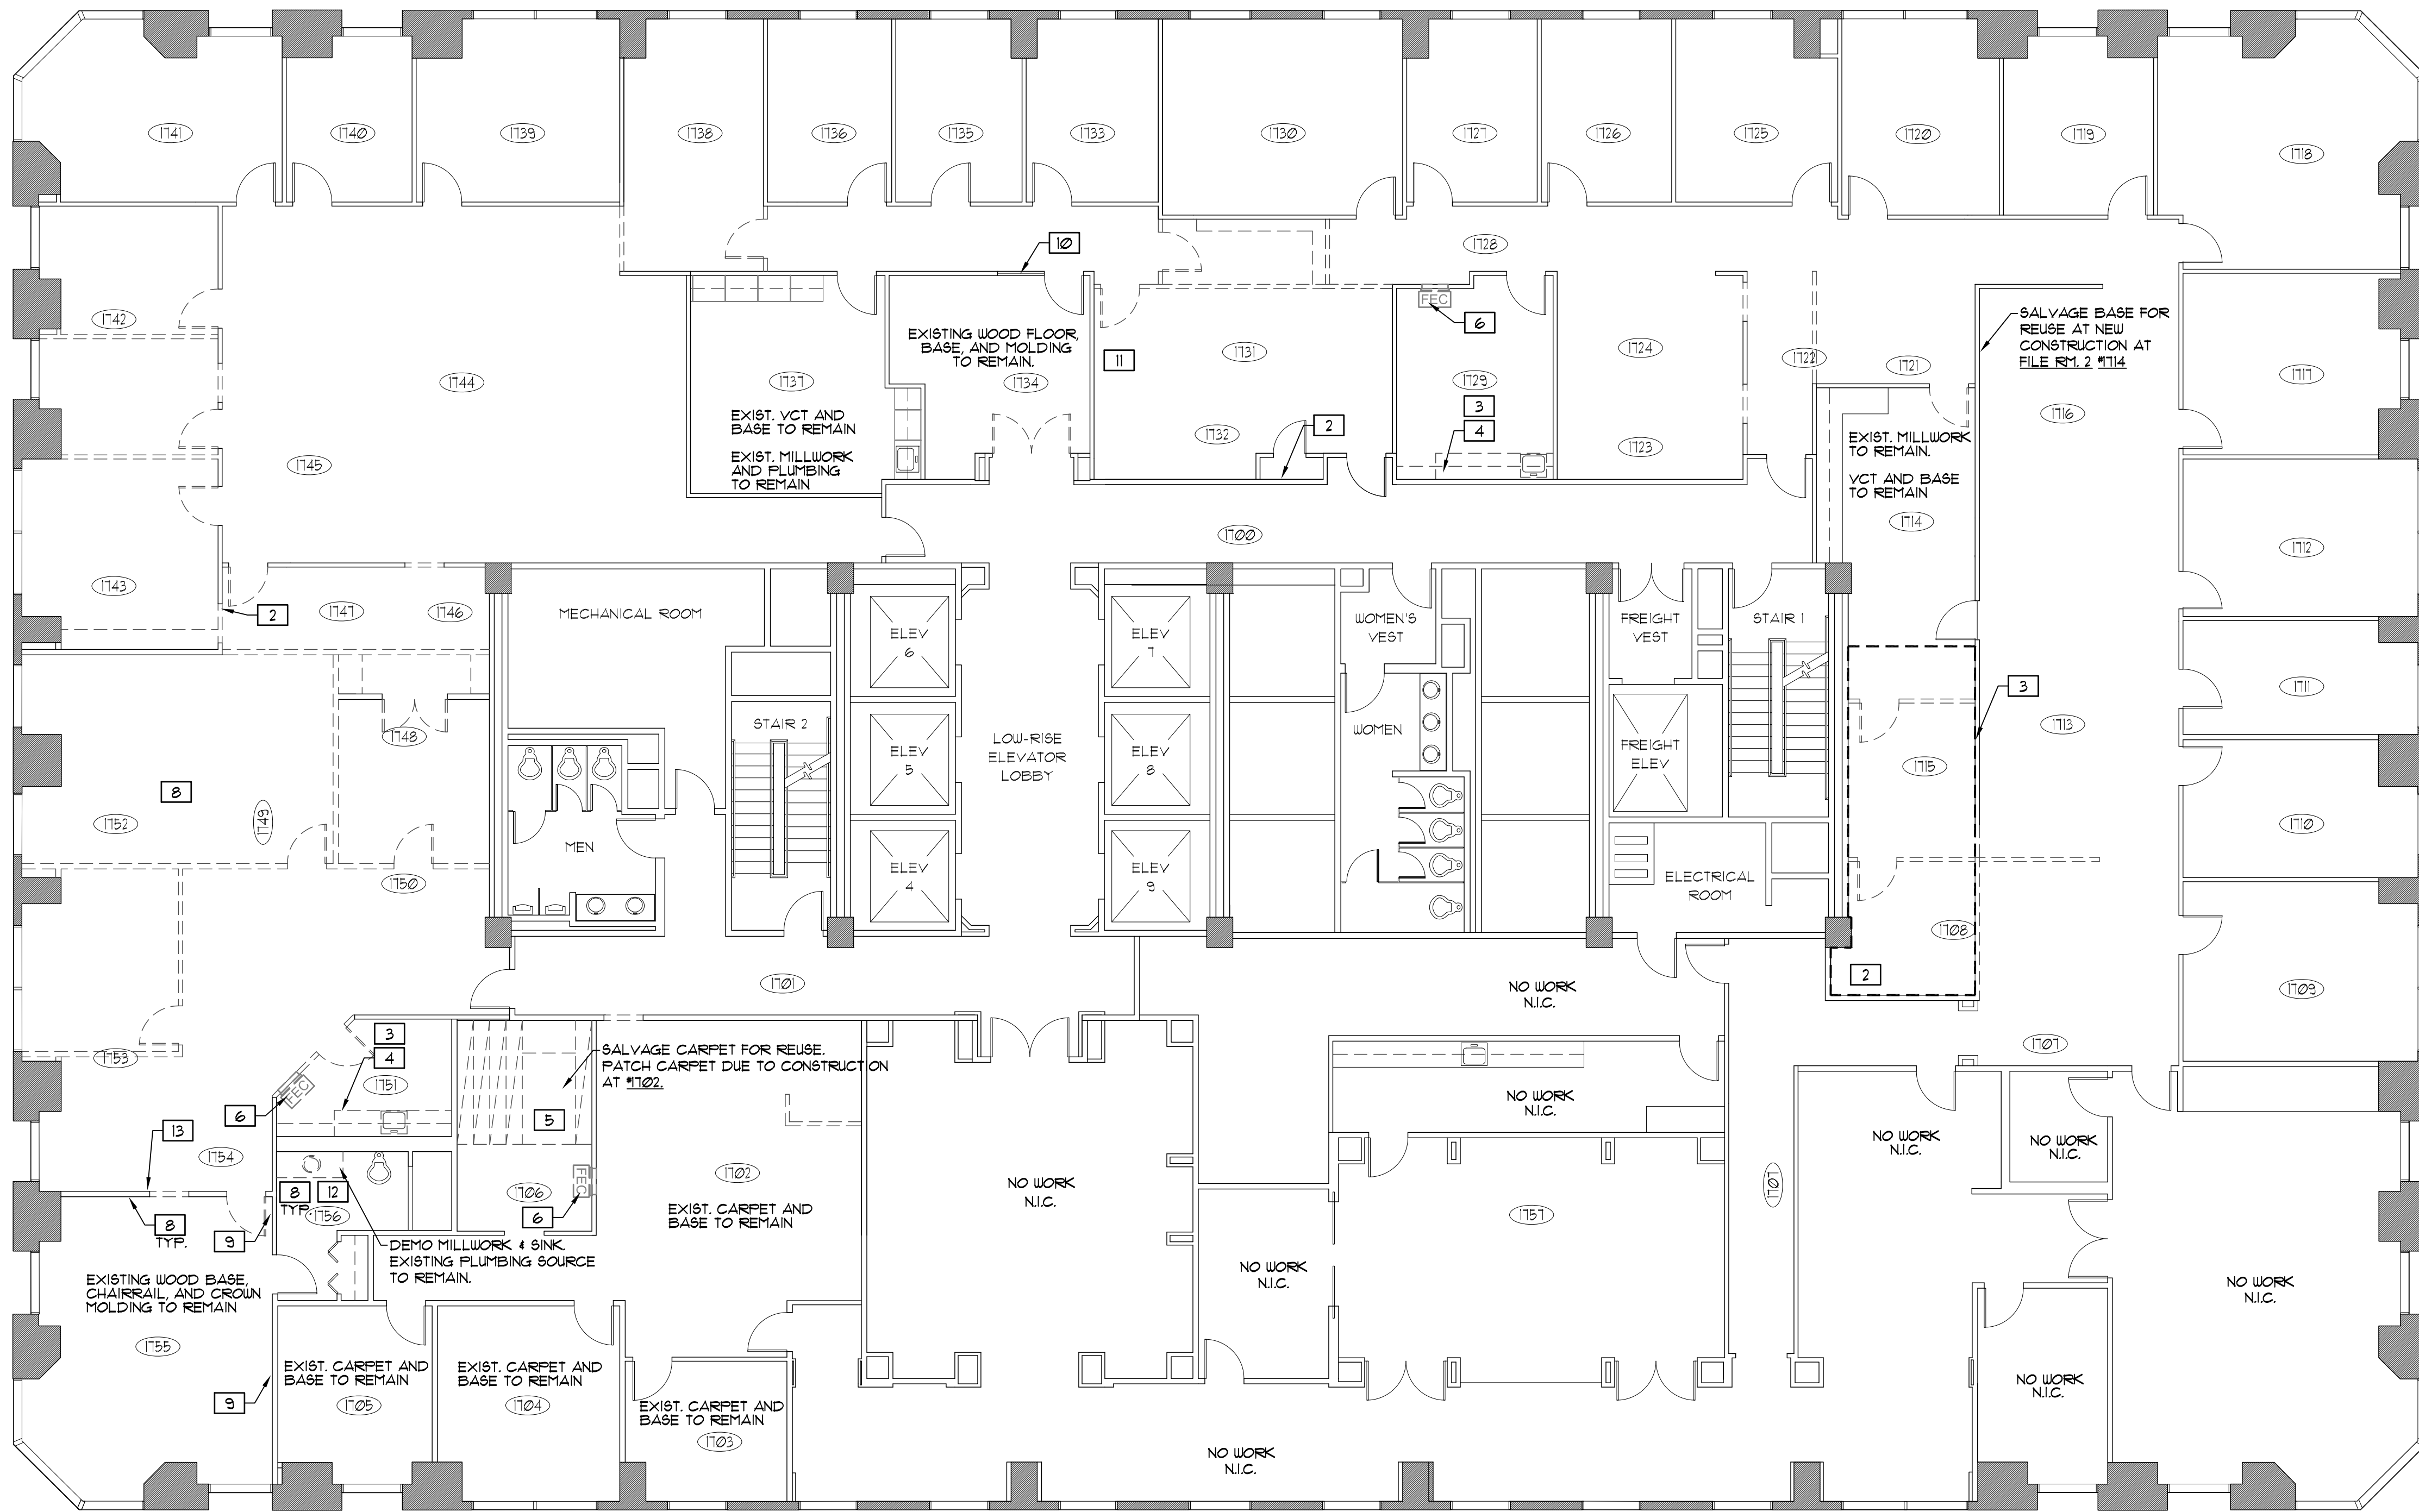 1741
1740
1739
1738
1736
1735
1733
1730
1727
1726
1725
1720
1719
1718
10
1728
1742
FEC
6
SALVAGE BASE FOR
REUSE AT NEW
CONSTRUCTION AT
FILE RM. 2 #1714
1744
EXISTING WOOD FLOOR,
BASE, AND MOLDING
TO REMAIN.
1734
11
1731
1724
1722
1721
1717
1737
EXIST. VCT AND
BASE TO REMAIN
EXIST. MILLWORK
AND PLUMBING
TO REMAIN
1729
3
4
1732
2
1723
1716
EXIST. MILLWORK
TO REMAIN.
VCT AND BASE
TO REMAIN
1714
1745
1700
1712
1743
2
1747
1746
MECHANICAL ROOM
ELEV
6
ELEV
7
WOMEN'S
VEST
FREIGHT
VEST
STAIR 1
1711
3
1748
STAIR 2
LOW-RISE
ELEVATOR
LOBBY
ELEV
5
ELEV
8
WOMEN
FREIGHT
ELEV
1713
1715
8
1752
1749
1710
MEN
1750
ELEV
4
ELEV
9
ELECTRICAL
ROOM
1708
2
1701
NO WORK
N.I.C.
1709
1753
3
4
1751
SALVAGE CARPET FOR REUSE.
PATCH CARPET DUE TO CONSTRUCTION
AT #1702.
1707
FEC
6
5
NO WORK
N.I.C.
13
1754
NO WORK
N.I.C.
NO WORK
N.I.C.
1702
EXIST. CARPET AND
BASE TO REMAIN
NO WORK
N.I.C.
1706
FEC
6
1707
8
12
TYP.
1756
8
TYP.
9
1757
DEMO MILLWORK & SINK.
EXISTING PLUMBING SOURCE
TO REMAIN.
EXISTING WOOD BASE,
CHAIRRAIL, AND CROWN
MOLDING TO REMAIN
NO WORK
N.I.C.
NO WORK
N.I.C.
1755
EXIST. CARPET AND
BASE TO REMAIN
1705
EXIST. CARPET AND
BASE TO REMAIN
1704
9
NO WORK
N.I.C.
EXIST. CARPET AND
BASE TO REMAIN
1703
NO WORK
N.I.C.